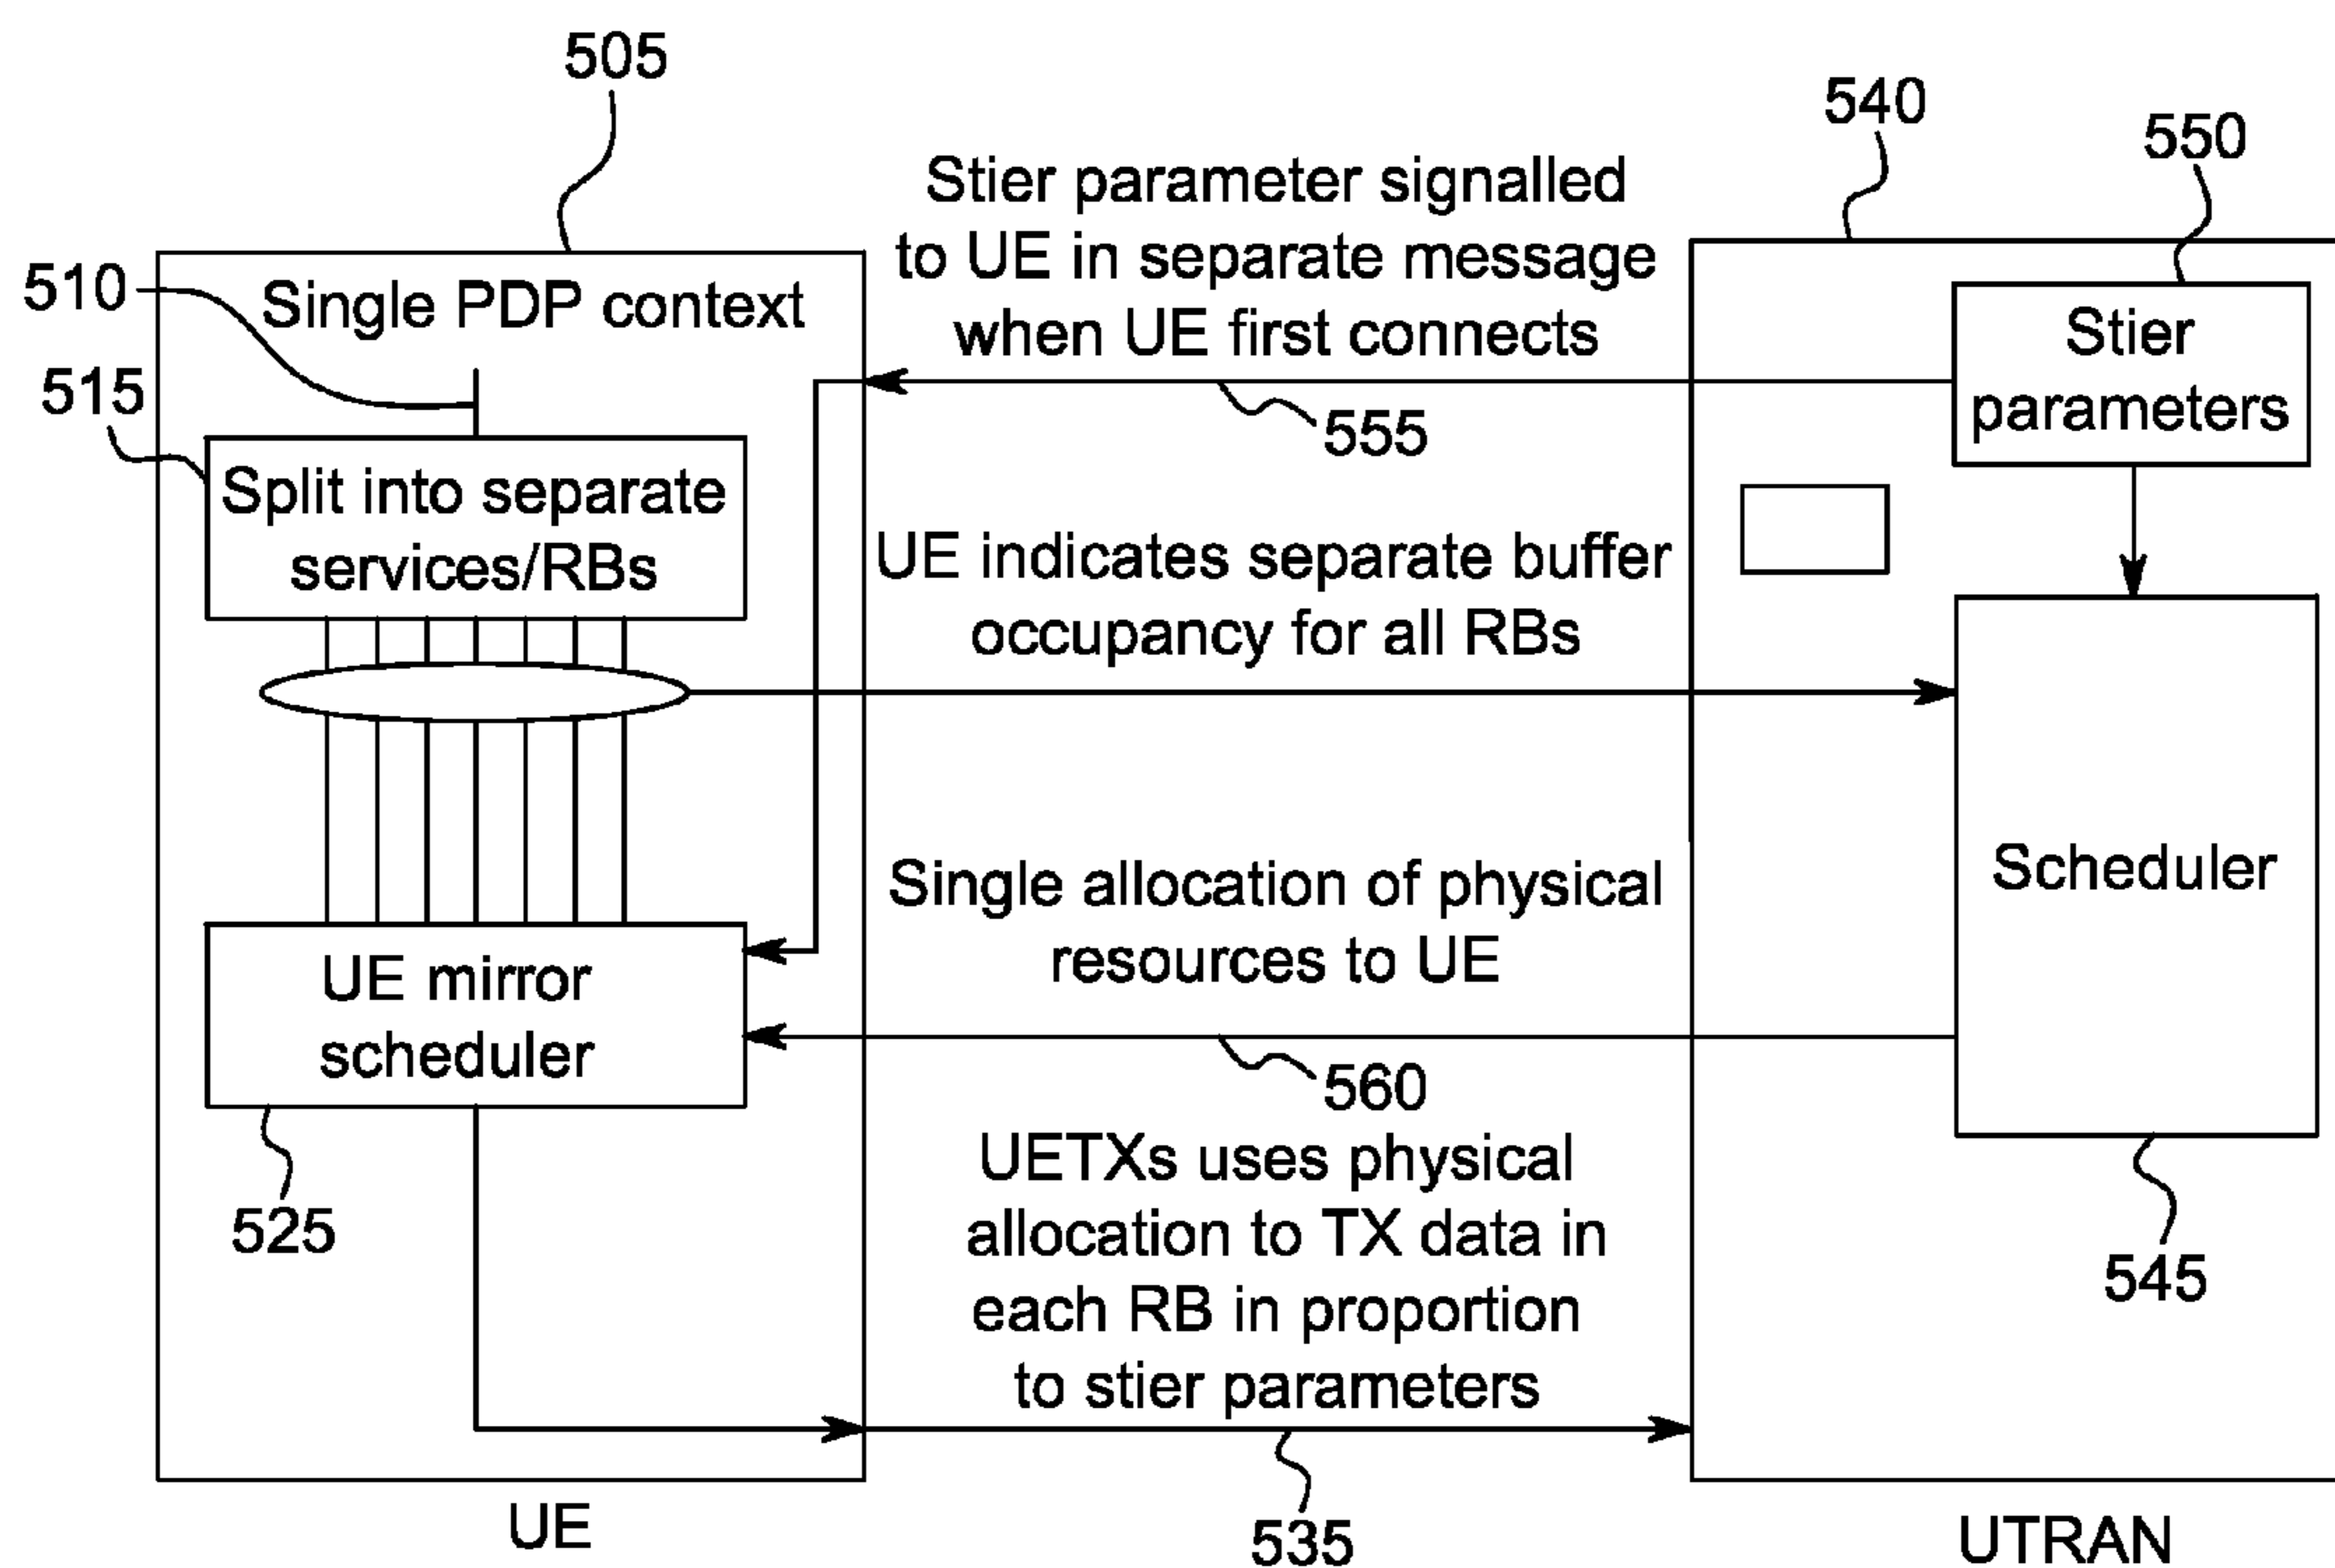 505
540
550
Stier parameter signalled
to UE in separate message
when UE first connects
510
Single PDP context
Stier
parameters
515
555
Split into separate
services/RBs
UE indicates separate buffer
occupancy for all RBs
Scheduler
Single allocation of physical
resources to UE
UE mirror
scheduler
560
UETXs uses physical
allocation to TX data in
each RB in proportion
to stier parameters
525
545
535
UE
UTRAN